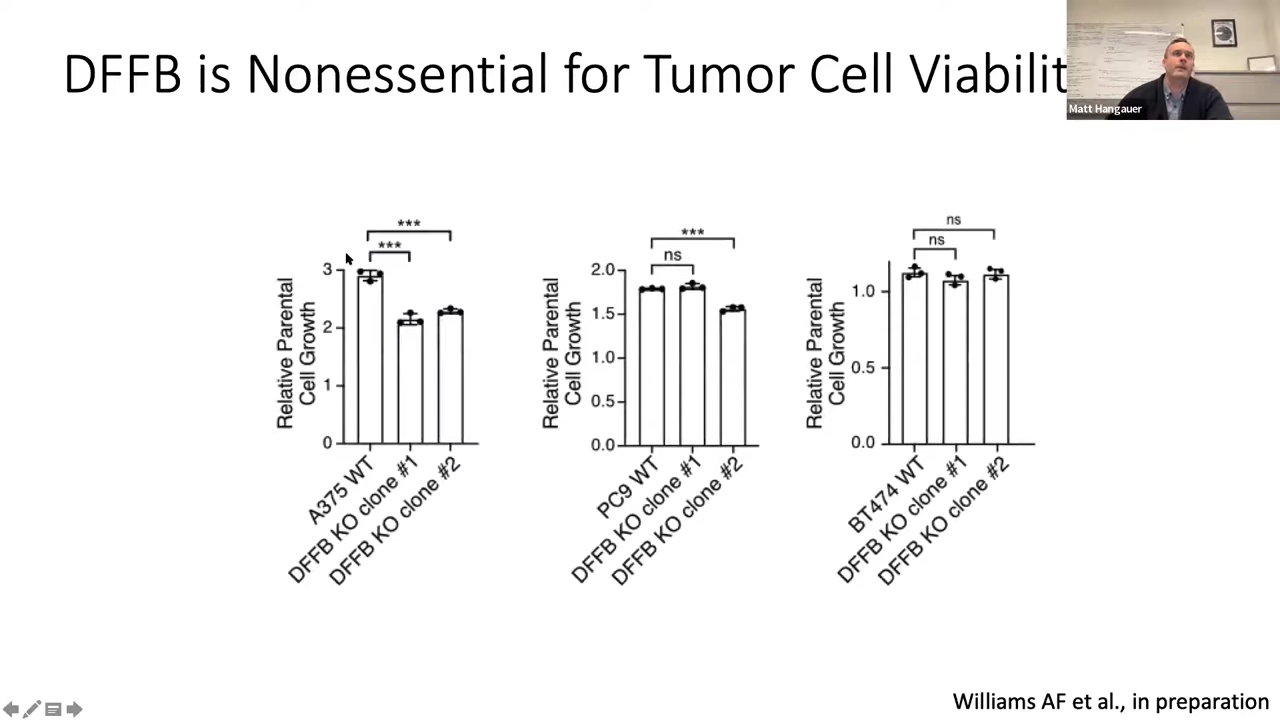 DFFB is Nonessential for Tumor Cell Viabilit
Matt Hangauer
***
***
Relative Parental
Cell Growth
3
2
1
0
A375 WT
DFFB KO clone #1
DFFB KO clone #2
***
ns
Relative Parental
Cell Growth
2.0
1.5
1.0
0.5
0.0
PC9 WT
DFFB KO clone #1
DFFB KO clone #2
ns
ns
Relative Parental
Cell Growth
1.0
0.5
0.0
BT474 WT
DFFB KO clone #1
DFFB KO clone #2
Williams AF et al., in preparation